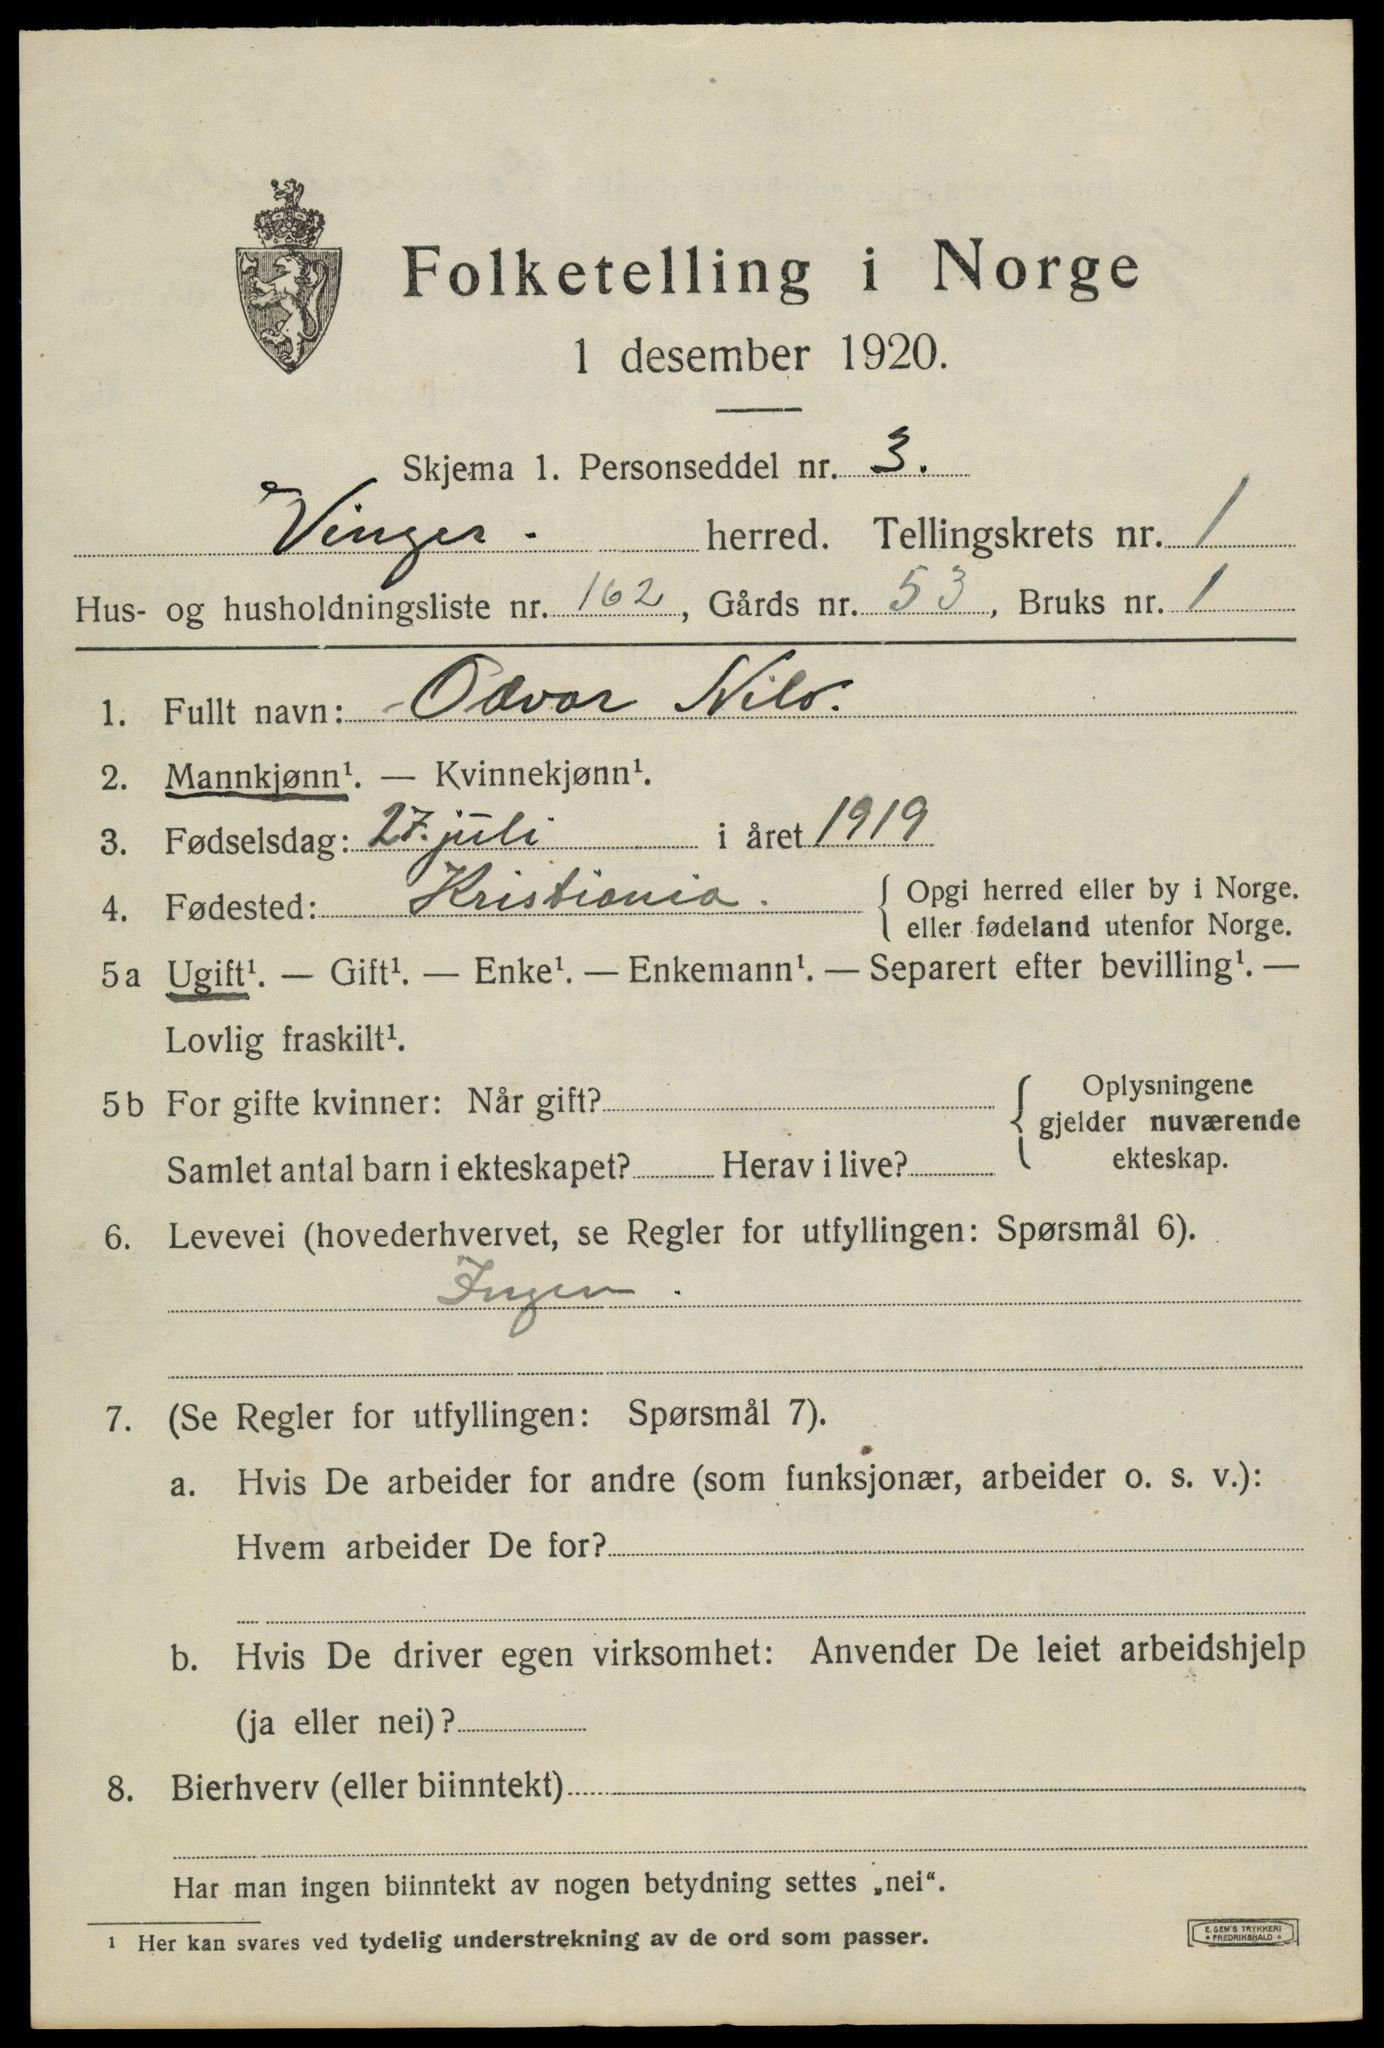 Folketelling i Norge
1 desember 1920.
Skjema 1. Personseddel nr. 3.
Vinger. herred. Tellingskrets nr. 1
Hus- og husholdningsliste nr. 162, Gårds nr. 53, Bruks nr. 1
1. Fullt navn: Odvar Nils.
2. Mannkjønn¹. — Kvinnekjønn¹.
3. Fødselsdag: 27. juli i året 1919
4. Fødested: Kristiania. { Opgi herred eller by i Norge.
eller fødeland utenfor Norge.
5a Ugift¹. — Gift¹. — Enke¹. — Enkemann¹. — Separert efter bevilling¹. —
Lovlig fraskilt¹.
5b For gifte kvinner: Når gift?
Samlet antal barn i ekteskapet? Herav i live?
{ Oplysningene
gjelder nuværende
ekteskap.
6. Levevei (hovederhvervet, se Regler for utfyllingen: Spørsmål 6).
Ingen.
7. (Se Regler for utfyllingen: Spørsmål 7).
a. Hvis De arbeider for andre (som funksjonær, arbeider o. s. v.):
Hvem arbeider De for?
b. Hvis De driver egen virksomhet: Anvender De leiet arbeidshjelp
(ja eller nei)?
8. Bierhverv (eller biinntekt)
Har man ingen biinntekt av nogen betydning settes „nei“.
¹ Her kan svares ved tydelig understrekning av de ord som passer.
E. SEM'S TRYKKERI
• FREDRIKSHALD •